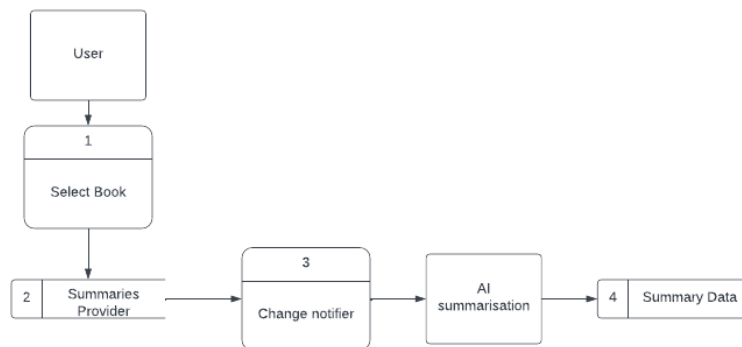 User
1
Select Book
2
Summaries
Provider
3
Change notifier
AI
summarisation
4
Summary Data